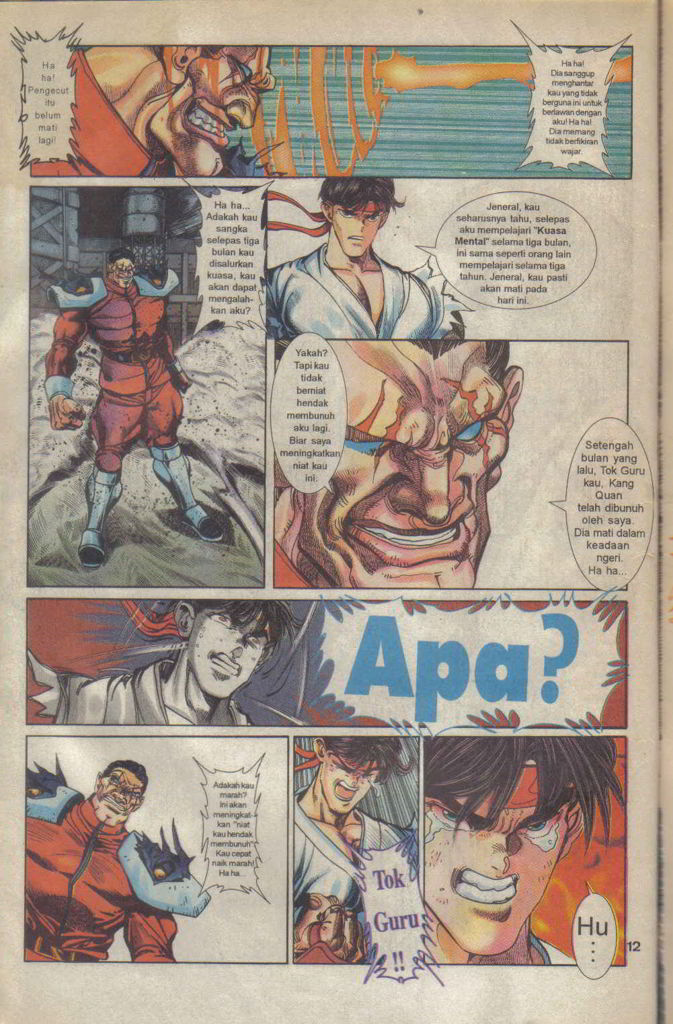 Ha
ha!
Pengecut
itu
belum
mati
lagi!
Ha ha!
Dia sanggup
menghantar
kau yang tidak
berguna ini untuk
berlawan dengan
aku! Ha ha!
Dia memang
tidak berfikiran
wajar.
Ha ha...
Adakah kau
sangka
selepas tiga
bulan kau
disalurkan
kuasa, kau
akan dapat
mengalah-
kan aku?
Jeneral, kau
seharusnya tahu, selepas
aku mempelajari "Kuasa
Mental" selama tiga bulan,
ini sama seperti orang lain
mempelajari selama tiga
tahun. Jeneral, kau pasti
akan mati pada
hari ini.
Yakah?
Tapi kau
tidak
berniat
hendak
membunuh
aku lagi.
Biar saya
meningkatkan
niat kau
ini.
Setengah
bulan yang
lalu, Tok Guru
kau, Kang
Quan
telah dibunuh
oleh saya.
Dia mati dalam
keadaan
ngeri.
Ha ha...
Apa?
Adakah kau
marah?
Ini akan
meningkat-
kan "niat
kau hendak
membunuh"
Kau cepat
naik marah!
Ha ha...
Tok
Guru
!!
Hu
...
12